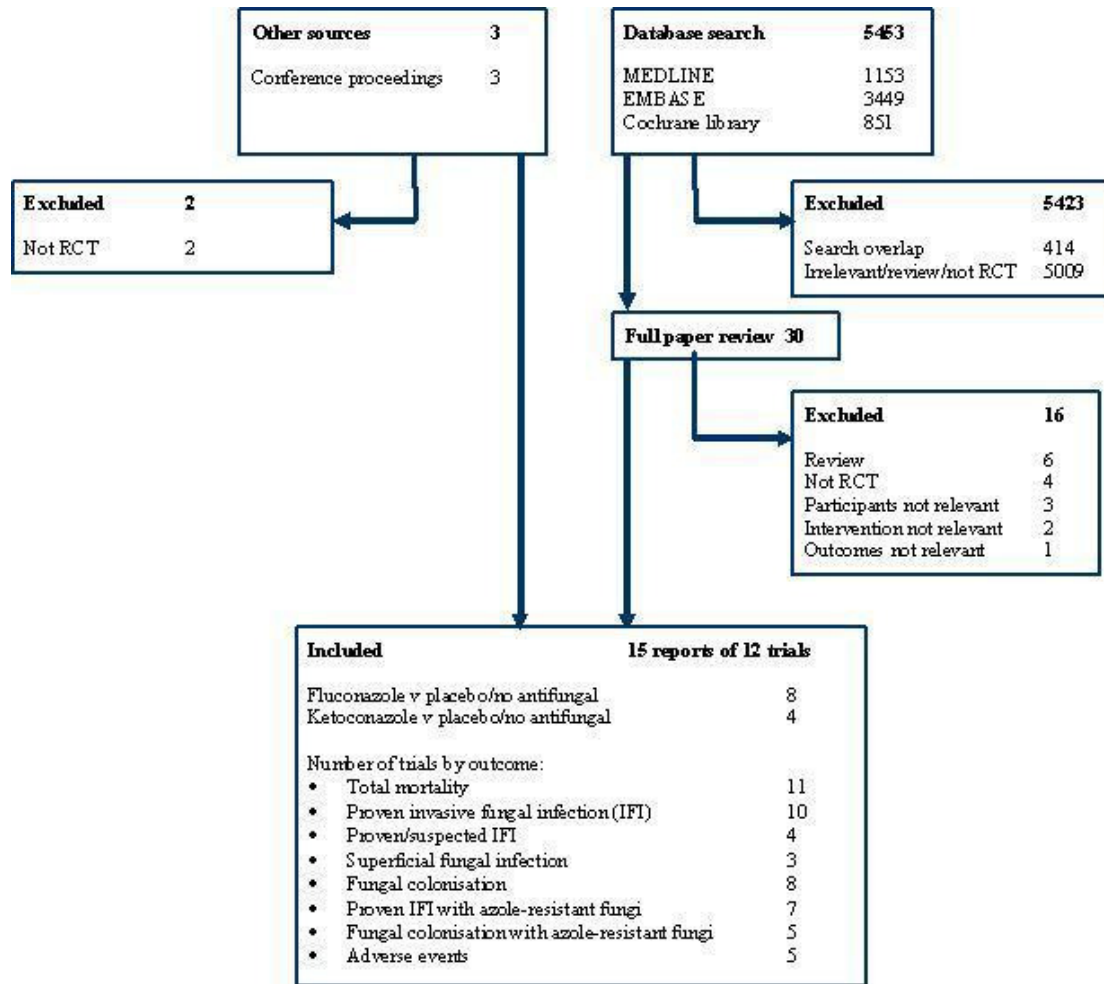 Other sources 3
Conference proceedings 3
Database search 5453
MEDLINE 1153
EMBASE 3449
Cochrane library 851
Excluded 2
Not RCT 2
Excluded 5423
Search overlap 414
Irrelevant/review/not RCT 5009
Full paper review 30
Excluded 16
Review 6
Not RCT 4
Participants not relevant 3
Intervention not relevant 2
Outcomes not relevant 1
Included 15 reports of 12 trials
Fluconazole v placebo/no antifungal 8
Ketoconazole v placebo/no antifungal 4
Number of trials by outcome:
• Total mortality 11
• Proven invasive fungal infection (IFI) 10
• Proven/suspected IFI 4
• Superficial fungal infection 3
• Fungal colonisation 8
• Proven IFI with azole-resistant fungi 7
• Fungal colonisation with azole-resistant fungi 5
• Adverse events 5